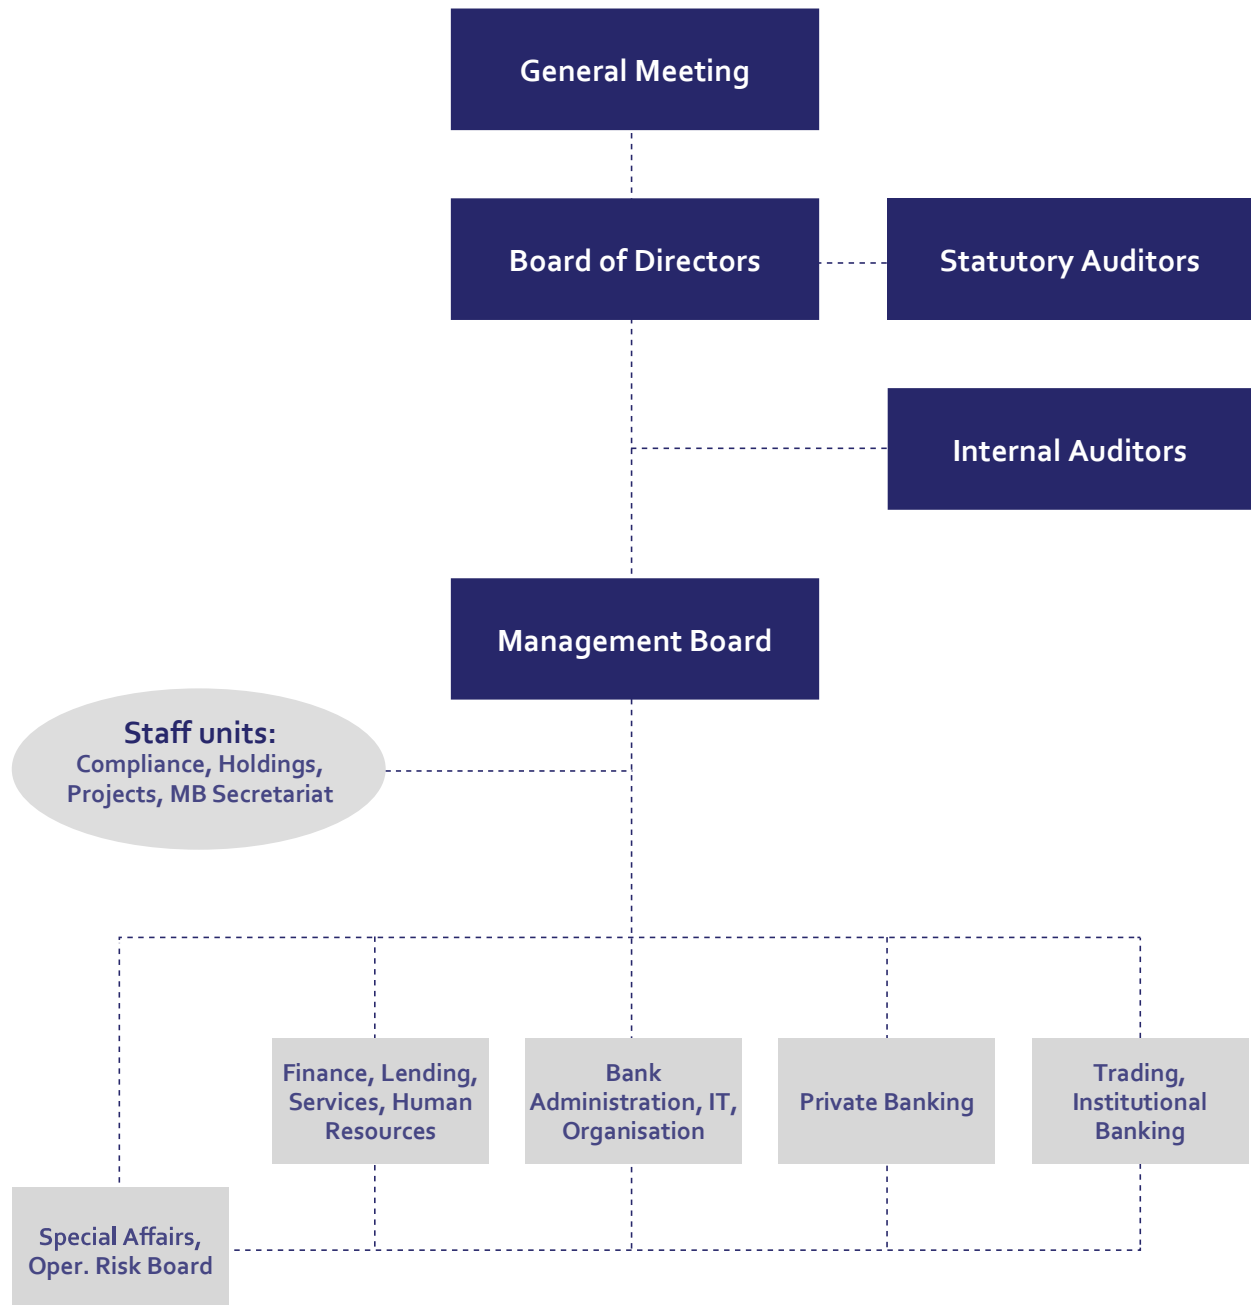 General Meeting
Board of Directors
Statutory Auditors
Internal Auditors
Management Board
Staff units:
Compliance, Holdings,
Projects, MB Secretariat
Finance, Lending,
Services, Human
Resources
Bank
Administration, IT,
Organisation
Private Banking
Trading,
Institutional
Banking
Special Affairs,
Oper. Risk Board